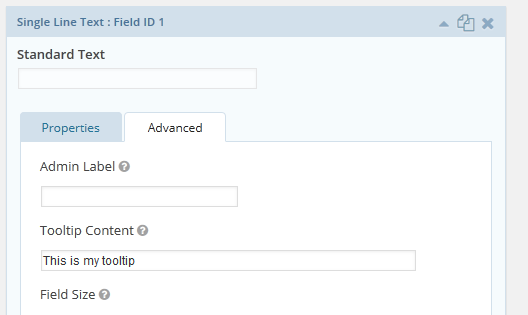 Single Line Text : Field ID 1
Standard Text
Properties Advanced
Admin Label ?
Tooltip Content ?
This is my tooltip
Field Size ?